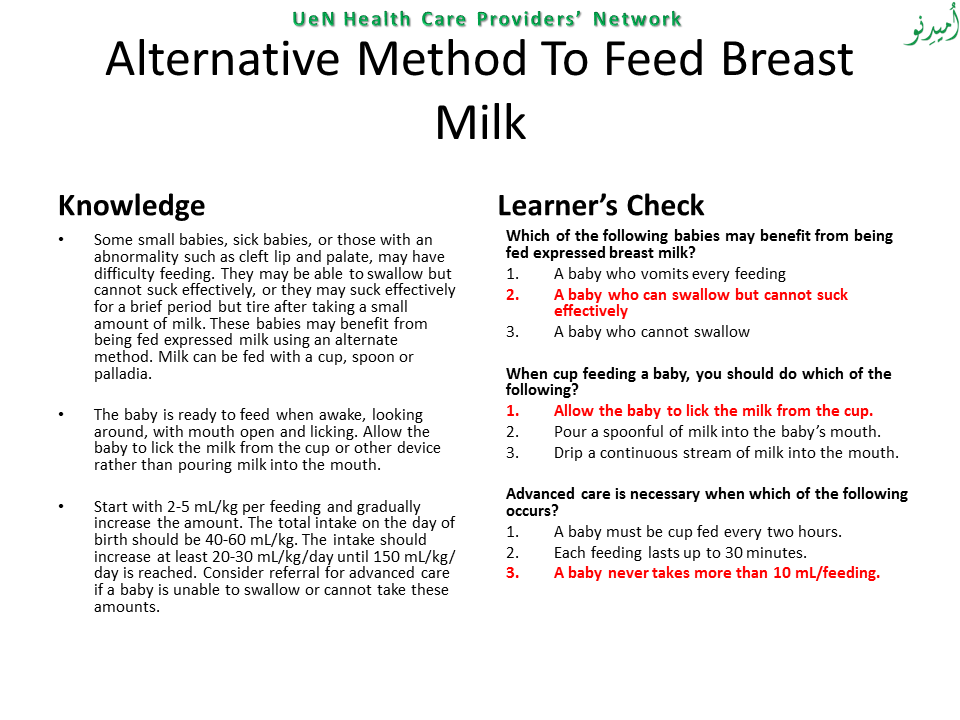 UeN Health Care Providers’ Network
اُمیدِنو
Alternative Method To Feed Breast
Milk
Knowledge
• Some small babies, sick babies, or those with an
abnormality such as cleft lip and palate, may have
difficulty feeding. They may be able to swallow but
cannot suck effectively, or they may suck effectively
for a brief period but tire after taking a small
amount of milk. These babies may benefit from
being fed expressed milk using an alternate
method. Milk can be fed with a cup, spoon or
palladia.
• The baby is ready to feed when awake, looking
around, with mouth open and licking. Allow the
baby to lick the milk from the cup or other device
rather than pouring milk into the mouth.
• Start with 2-5 mL/kg per feeding and gradually
increase the amount. The total intake on the day of
birth should be 40-60 mL/kg. The intake should
increase at least 20-30 mL/kg/day until 150 mL/kg/
day is reached. Consider referral for advanced care
if a baby is unable to swallow or cannot take these
amounts.
Learner’s Check
Which of the following babies may benefit from being
fed expressed breast milk?
1. A baby who vomits every feeding
2. A baby who can swallow but cannot suck
effectively
3. A baby who cannot swallow
When cup feeding a baby, you should do which of the
following?
1. Allow the baby to lick the milk from the cup.
2. Pour a spoonful of milk into the baby’s mouth.
3. Drip a continuous stream of milk into the mouth.
Advanced care is necessary when which of the following
occurs?
1. A baby must be cup fed every two hours.
2. Each feeding lasts up to 30 minutes.
3. A baby never takes more than 10 mL/feeding.